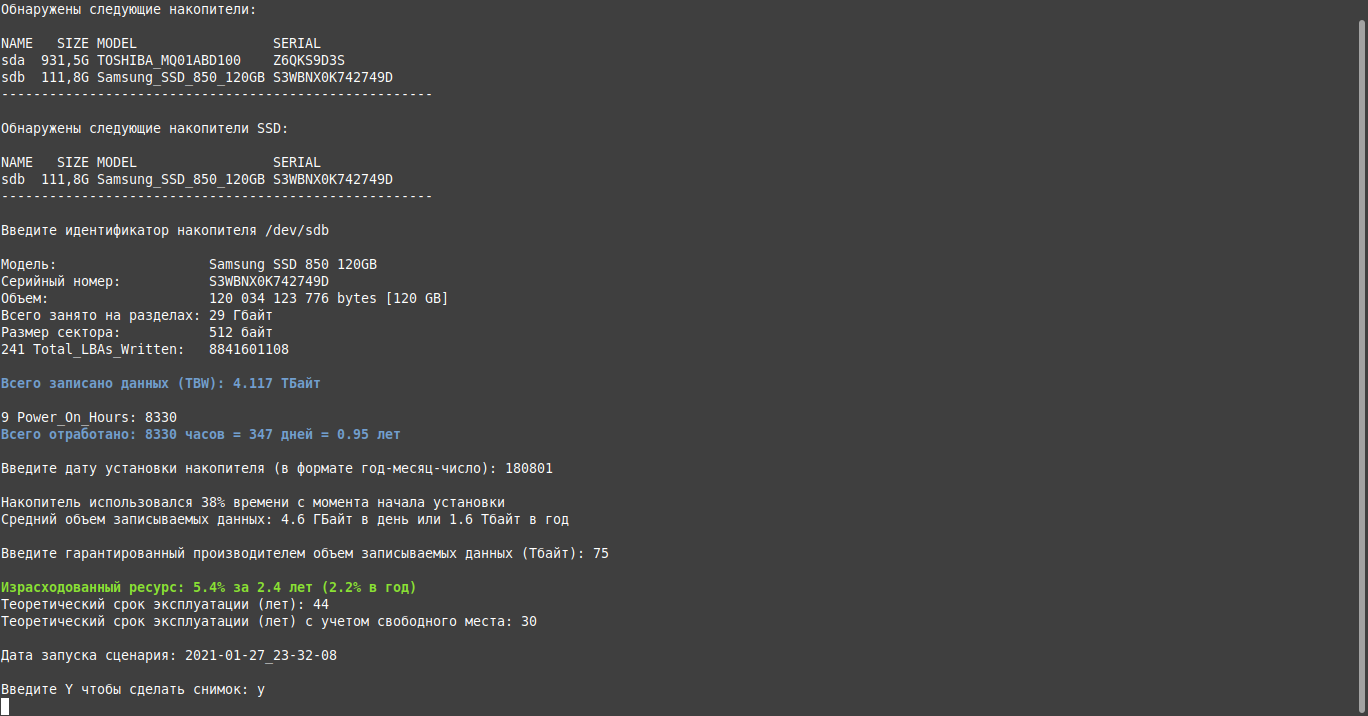 Обнаружены следующие накопители:
NAME   SIZE MODEL                 SERIAL
sda  931,5G TOSHIBA_MQ01ABD100    Z6QKS9D3S
sdb  111,8G Samsung_SSD_850_120GB S3WBNX0K742749D
------------------------------------------------------
Обнаружены следующие накопители SSD:
NAME   SIZE MODEL                 SERIAL
sdb  111,8G Samsung_SSD_850_120GB S3WBNX0K742749D
------------------------------------------------------
Введите идентификатор накопителя /dev/sdb
Модель:                   Samsung SSD 850 120GB
Серийный номер:           S3WBNX0K742749D
Объем:                    120 034 123 776 bytes [120 GB]
Всего занято на разделах: 29 Гбайт
Размер сектора:           512 байт
241 Total_LBAs_Written:   8841601108
Всего записано данных (TBW): 4.117 ТБайт
9 Power_On_Hours: 8330
Всего отработано: 8330 часов = 347 дней = 0.95 лет
Введите дату установки накопителя (в формате год-месяц-число): 180801
Накопитель использовался 38% времени с момента начала установки
Средний объем записываемых данных: 4.6 ГБайт в день или 1.6 Тбайт в год
Введите гарантированный производителем объем записываемых данных (Тбайт): 75
Израсходованный ресурс: 5.4% за 2.4 лет (2.2% в год)
Теоретический срок эксплуатации (лет): 44
Теоретический срок эксплуатации (лет) с учетом свободного места: 30
Дата запуска сценария: 2021-01-27_23-32-08
Введите Y чтобы сделать снимок: y